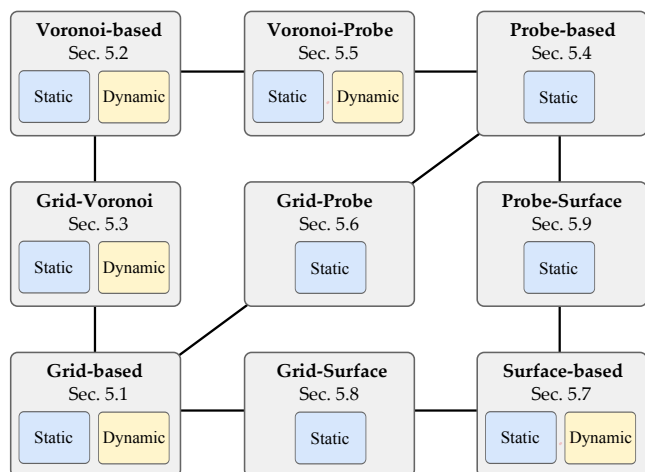 Voronoi-based
Sec. 5.2
Static Dynamic
Voronoi-Probe
Sec. 5.5
Static Dynamic
Probe-based
Sec. 5.4
Static
Grid-Voronoi
Sec. 5.3
Static Dynamic
Grid-Probe
Sec. 5.6
Static
Probe-Surface
Sec. 5.9
Static
Grid-based
Sec. 5.1
Static Dynamic
Grid-Surface
Sec. 5.8
Static
Surface-based
Sec. 5.7
Static Dynamic